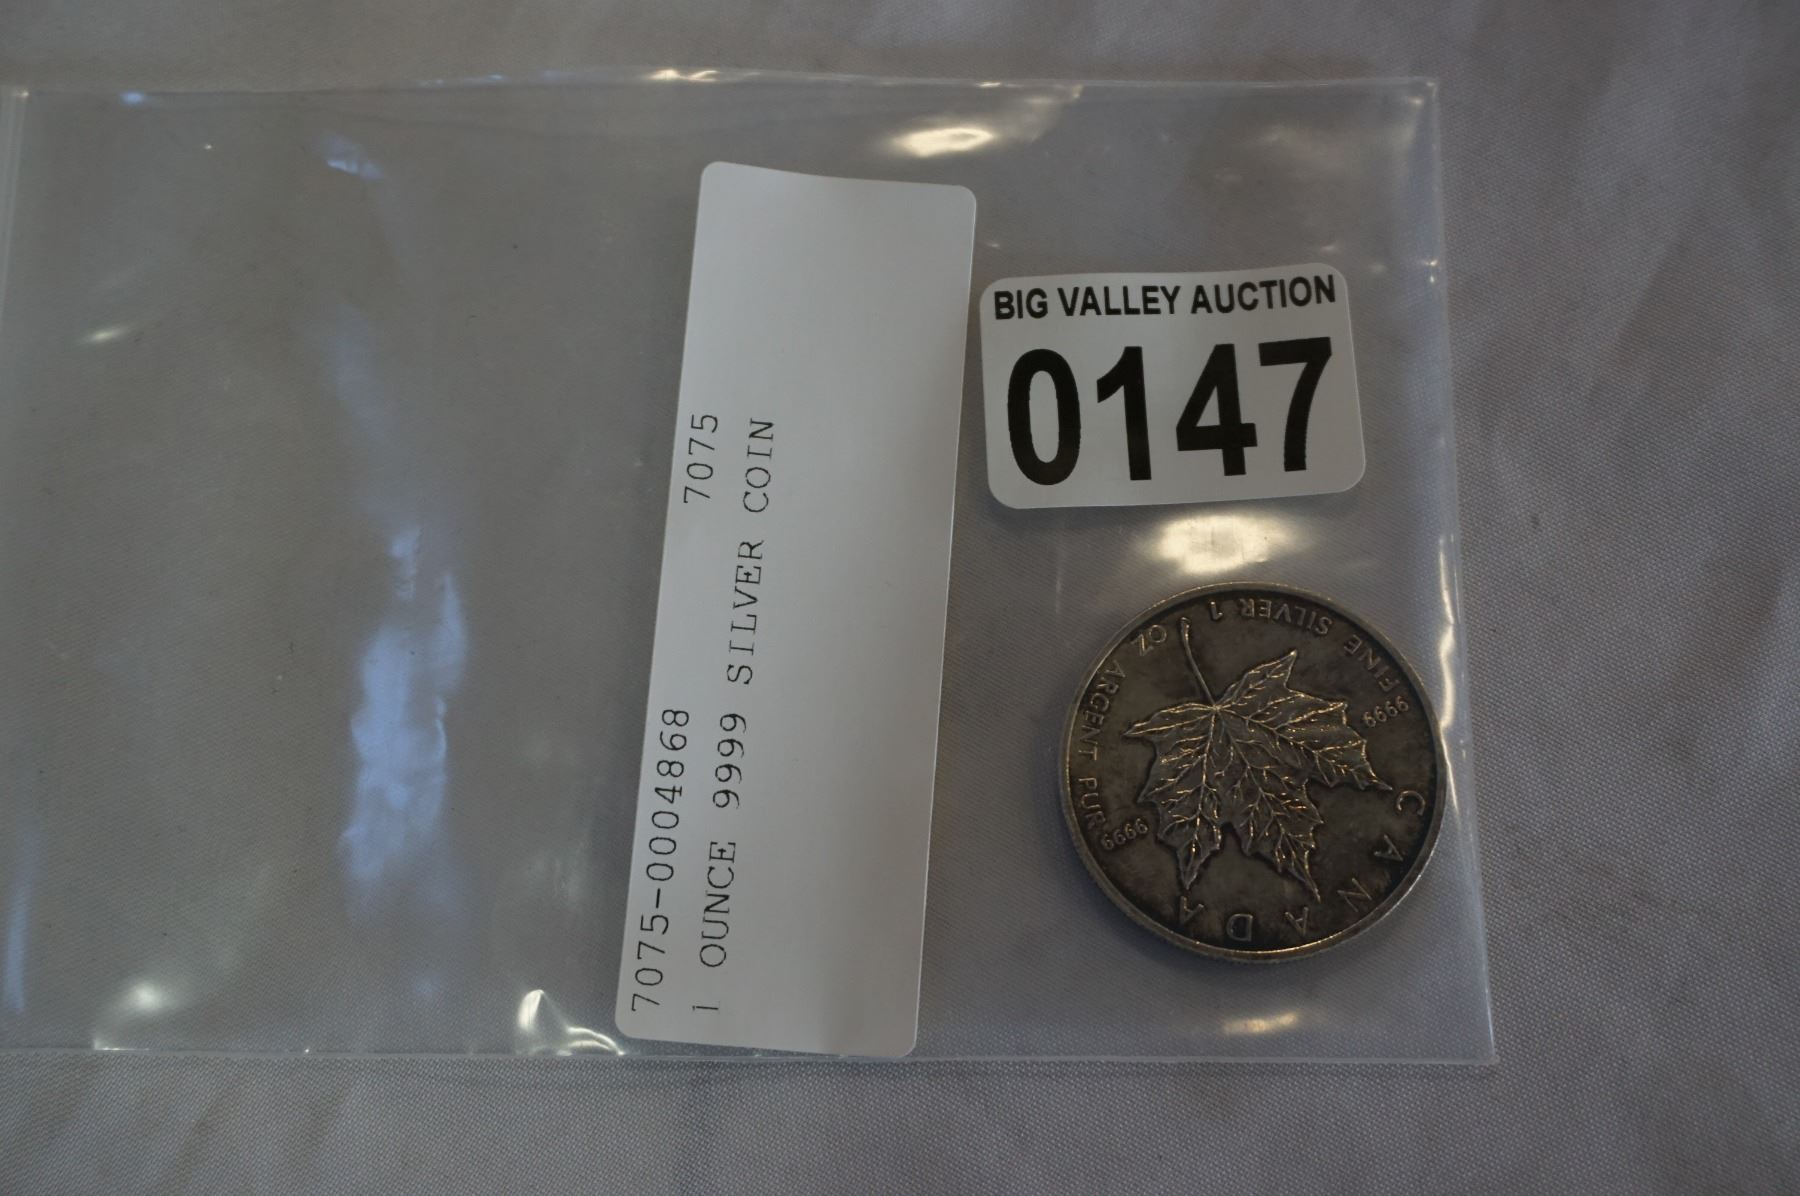 BIG VALLEY AUCTION
0147
7075-0004868 7075
1 OUNCE 9999 SILVER COIN
CANADA
9999 FINE SILVER 1 OZ ARGENT PUR 9999